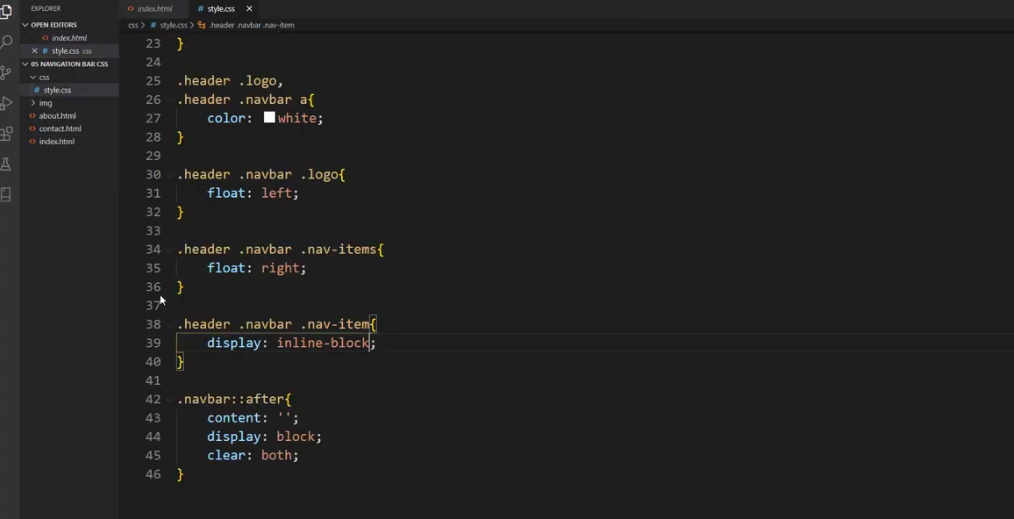 EXPLORER
OPEN EDITORS
index.html
style.css css
05 NAVIGATION BAR CSS
css
style.css
img
about.html
contact.html
index.html
index.html
style.css
css > style.css > .header .navbar .nav-item
23 }
24
25 .header .logo,
26 .header .navbar a{
27 color: white;
28 }
29
30 .header .navbar .logo{
31 float: left;
32 }
33
34 .header .navbar .nav-items{
35 float: right;
36 }
37
38 .header .navbar .nav-item{
39 display: inline-block;
40 }
41
42 .navbar::after{
43 content: '';
44 display: block;
45 clear: both;
46 }